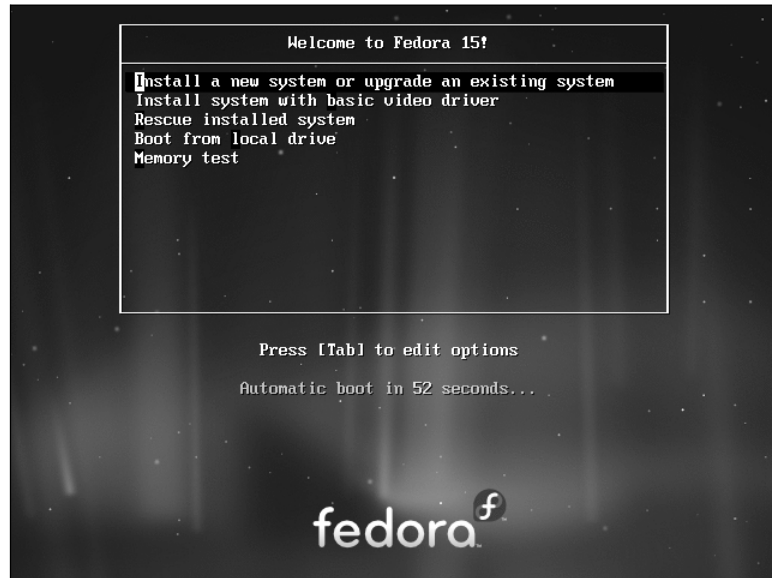 Welcome to Fedora 15!
Install a new system or upgrade an existing system
Install system with basic video driver
Rescue installed system
Boot from local drive
Memory test
Press [Tab] to edit options
Automatic boot in 52 seconds...
fedora